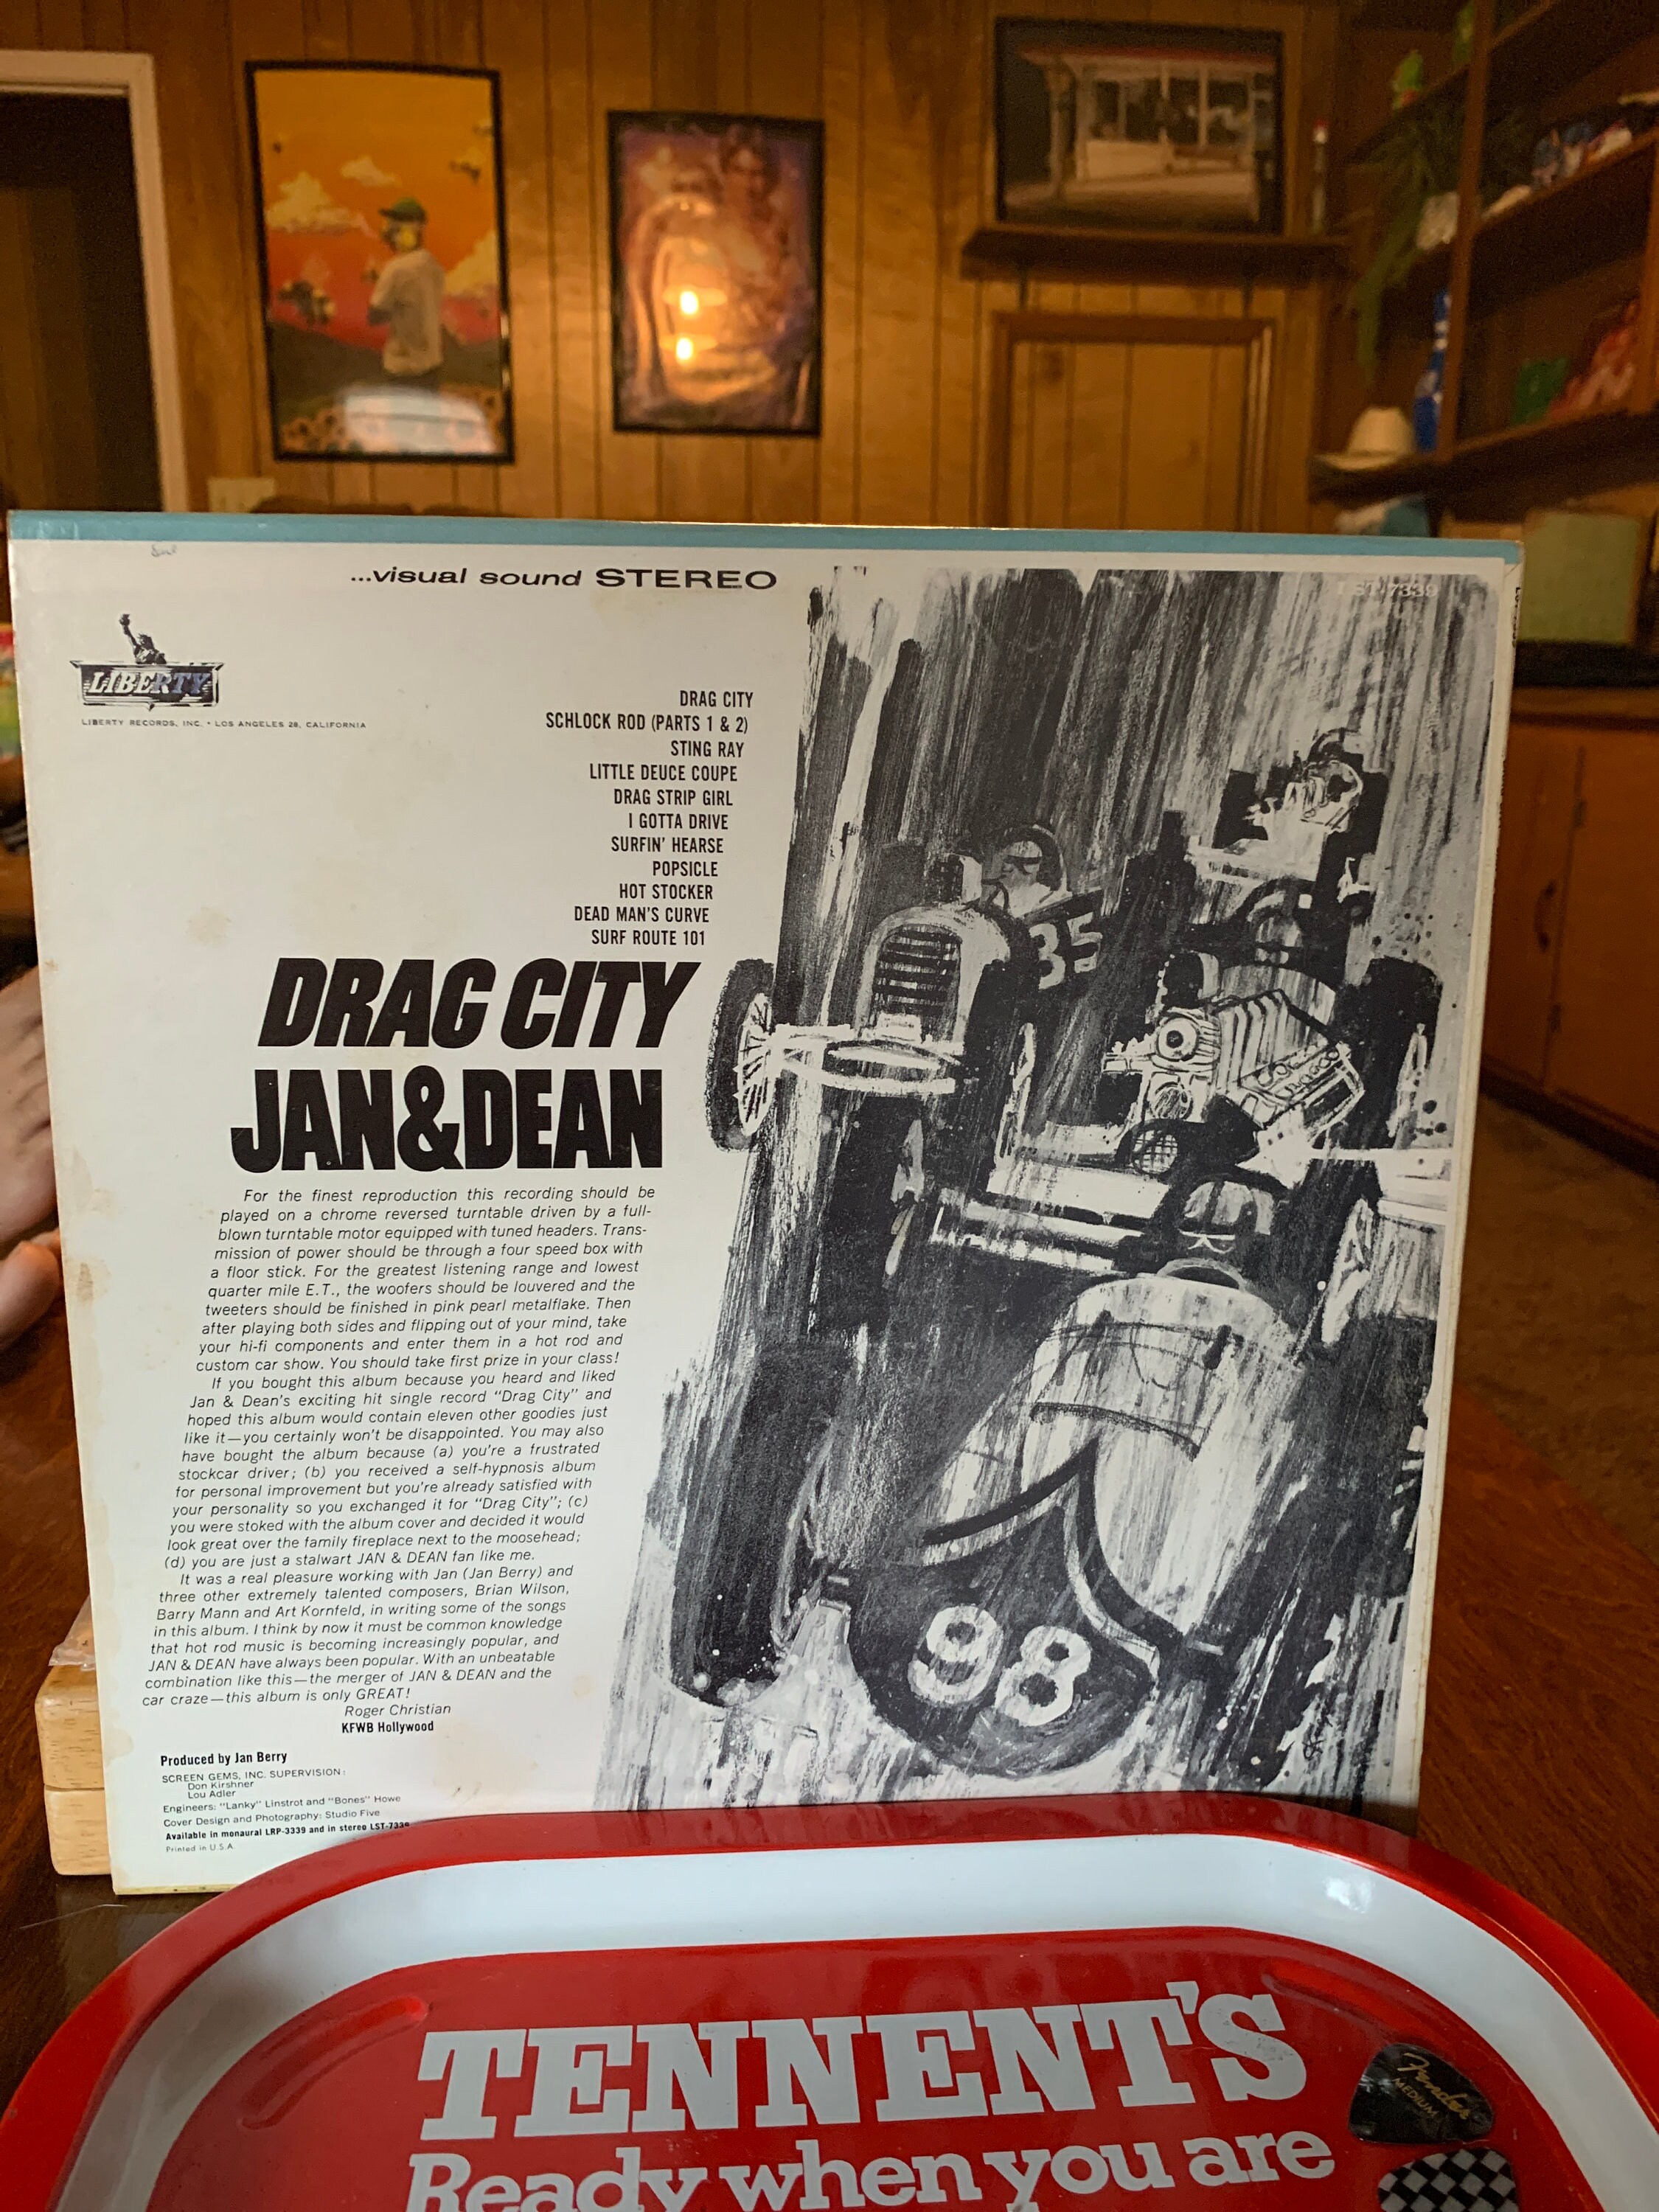 ...visual sound STEREO
LST-7339
LIBERTY
LIBERTY RECORDS, INC. • LOS ANGELES 28, CALIFORNIA
DRAG CITY
SCHLOCK ROD (PARTS 1 & 2)
STING RAY
LITTLE DEUCE COUPE
DRAG STRIP GIRL
I GOTTA DRIVE
SURFIN' HEARSE
POPSICLE
HOT STOCKER
DEAD MAN'S CURVE
SURF ROUTE 101
DRAG CITY
JAN&DEAN
For the finest reproduction this recording should be
played on a chrome reversed turntable driven by a full-
blown turntable motor equipped with tuned headers. Trans-
mission of power should be through a four speed box with
a floor stick. For the greatest listening range and lowest
quarter mile E.T., the woofers should be louvered and the
tweeters should be finished in pink pearl metalflake. Then
after playing both sides and flipping out of your mind, take
your hi-fi components and enter them in a hot rod and
custom car show. You should take first prize in your class!
If you bought this album because you heard and liked
Jan & Dean's exciting hit single record "Drag City" and
hoped this album would contain eleven other goodies just
like it—you certainly won't be disappointed. You may also
have bought the album because (a) you're a frustrated
stockcar driver; (b) you received a self-hypnosis album
for personal improvement but you're already satisfied with
your personality so you exchanged it for "Drag City"; (c)
you were stoked with the album cover and decided it would
look great over the family fireplace next to the moosehead;
(d) you are just a stalwart JAN & DEAN fan like me.
It was a real pleasure working with Jan (Jan Berry) and
three other extremely talented composers, Brian Wilson,
Barry Mann and Art Kornfeld, in writing some of the songs
in this album. I think by now it must be common knowledge
that hot rod music is becoming increasingly popular, and
JAN & DEAN have always been popular. With an unbeatable
combination like this—the merger of JAN & DEAN and the
car craze—this album is only GREAT!
Roger Christian
KFWB Hollywood
Produced by Jan Berry
SCREEN GEMS, INC. SUPERVISION:
Don Kirshner
Lou Adler
Engineers: "Lanky" Linstrot and "Bones" Howe
Cover Design and Photography: Studio Five
Available in monaural LRP-3339 and in stereo LST-7339
Printed in U.S.A.
35
98
TENNENT'S
Ready when you are
Fender
MEDIUM